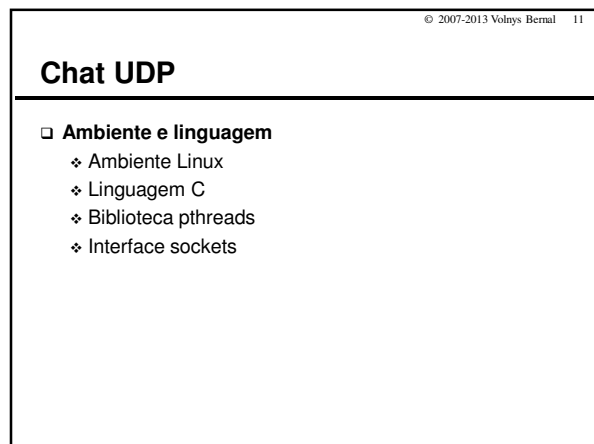 © 2007-2013 Volnys Bernal 11
Chat UDP
❑ Ambiente e linguagem
❖ Ambiente Linux
❖ Linguagem C
❖ Biblioteca pthreads
❖ Interface sockets